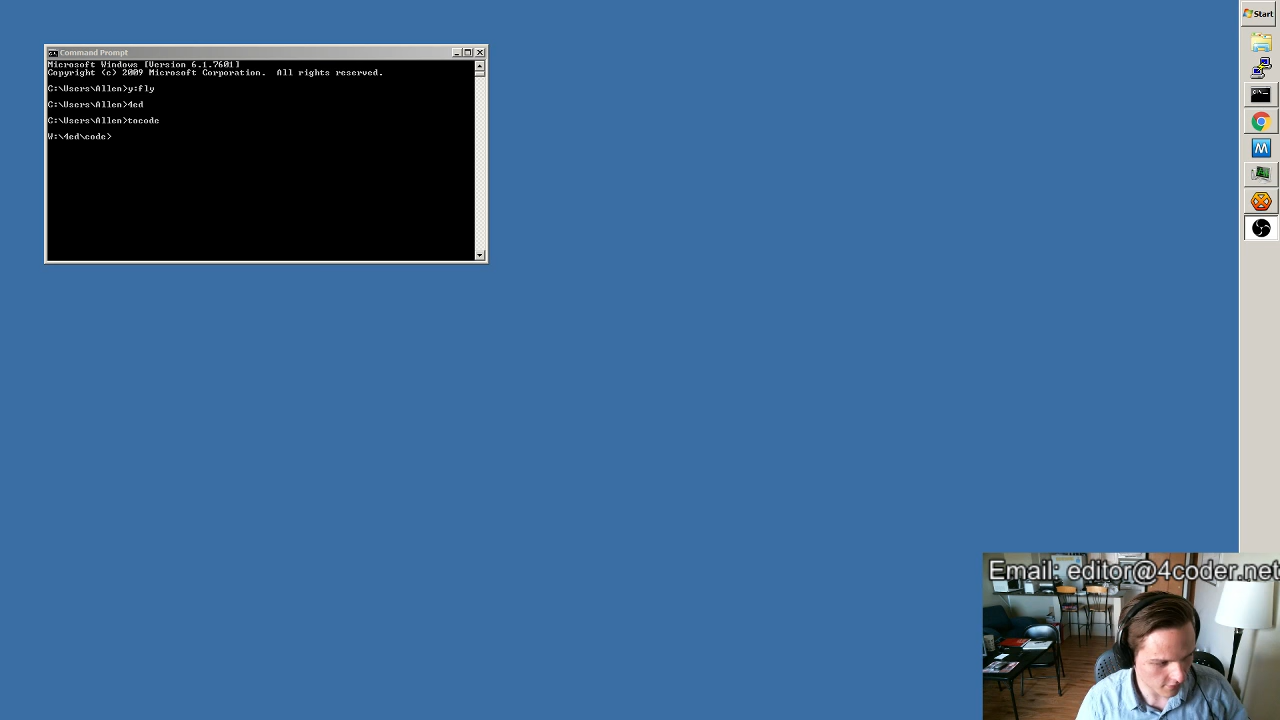 Start
Command Prompt
Microsoft Windows [Version 6.1.7601]
Copyright (c) 2009 Microsoft Corporation.  All rights reserved.
C:\Users\Allen>y:fly
C:\Users\Allen>4ed
C:\Users\Allen>tocode
W:\4ed\code>
Email: editor@4coder.net